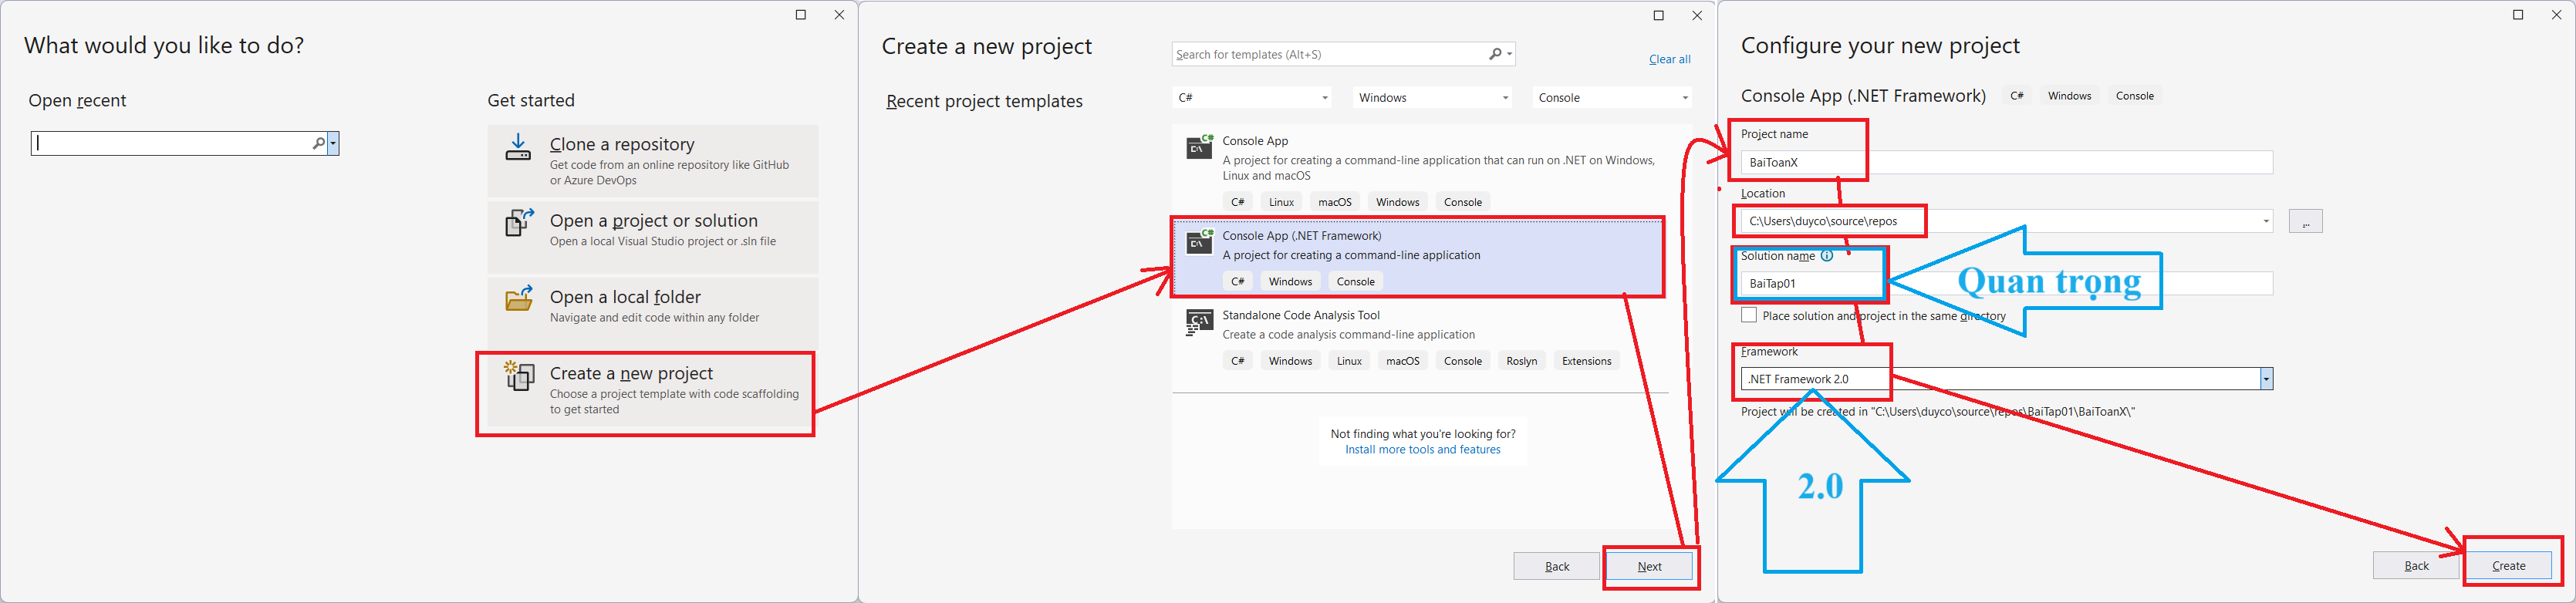 What would you like to do?
Open recent
Get started
Clone a repository
Get code from an online repository like GitHub
or Azure DevOps
Open a project or solution
Open a local Visual Studio project or .sln file
Open a local folder
Navigate and edit code within any folder
Create a new project
Choose a project template with code scaffolding
to get started
Create a new project
Search for templates (Alt+S)
Clear all
Recent project templates
C#
Windows
Console
Console App
A project for creating a command-line application that can run on .NET on Windows,
Linux and macOS
C# Linux macOS Windows Console
Console App (.NET Framework)
A project for creating a command-line application
C# Windows Console
Standalone Code Analysis Tool
Create a code analysis command-line application
C# Windows Linux macOS Console Roslyn Extensions
Not finding what you're looking for?
Install more tools and features
Back
Next
Configure your new project
Console App (.NET Framework) C# Windows Console
Project name
BaiToanX
Location
C:\Users\duyco\source\repos
...
Solution name
BaiTap01
Quan trọng
Place solution and project in the same directory
Framework
.NET Framework 2.0
Project will be created in "C:\Users\duyco\source\repos\BaiTap01\BaiToanX\"
2.0
Back
Create